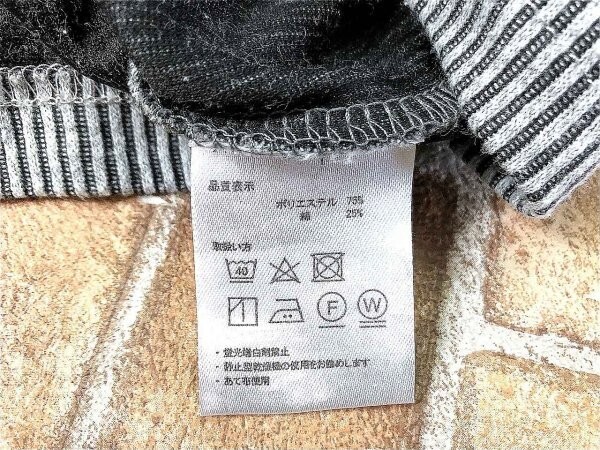 品質表示
ポリエステル 75%
綿 25%
取扱い方
40
F W
・蛍光増白剤禁止
・静止型乾燥機の使用をお勧めします
・あて布使用